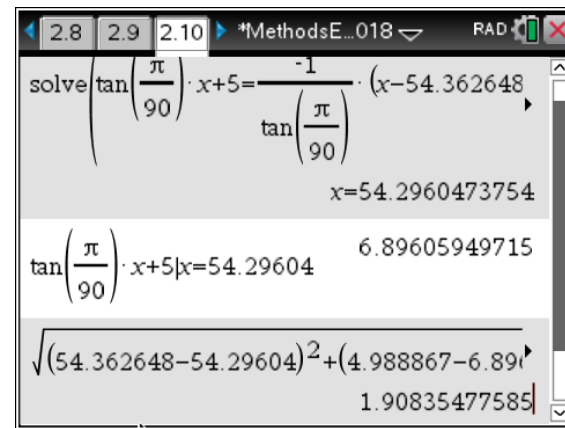 2.8 2.9 2.10 *MethodsE…018 RAD
solve(tan(π/90)·x+5=-1/tan(π/90)·(x−54.362648
x=54.2960473754
tan(π/90)·x+5|x=54.29604 6.89605949715
√(54.362648−54.29604)²+(4.988867−6.89
1.90835477585